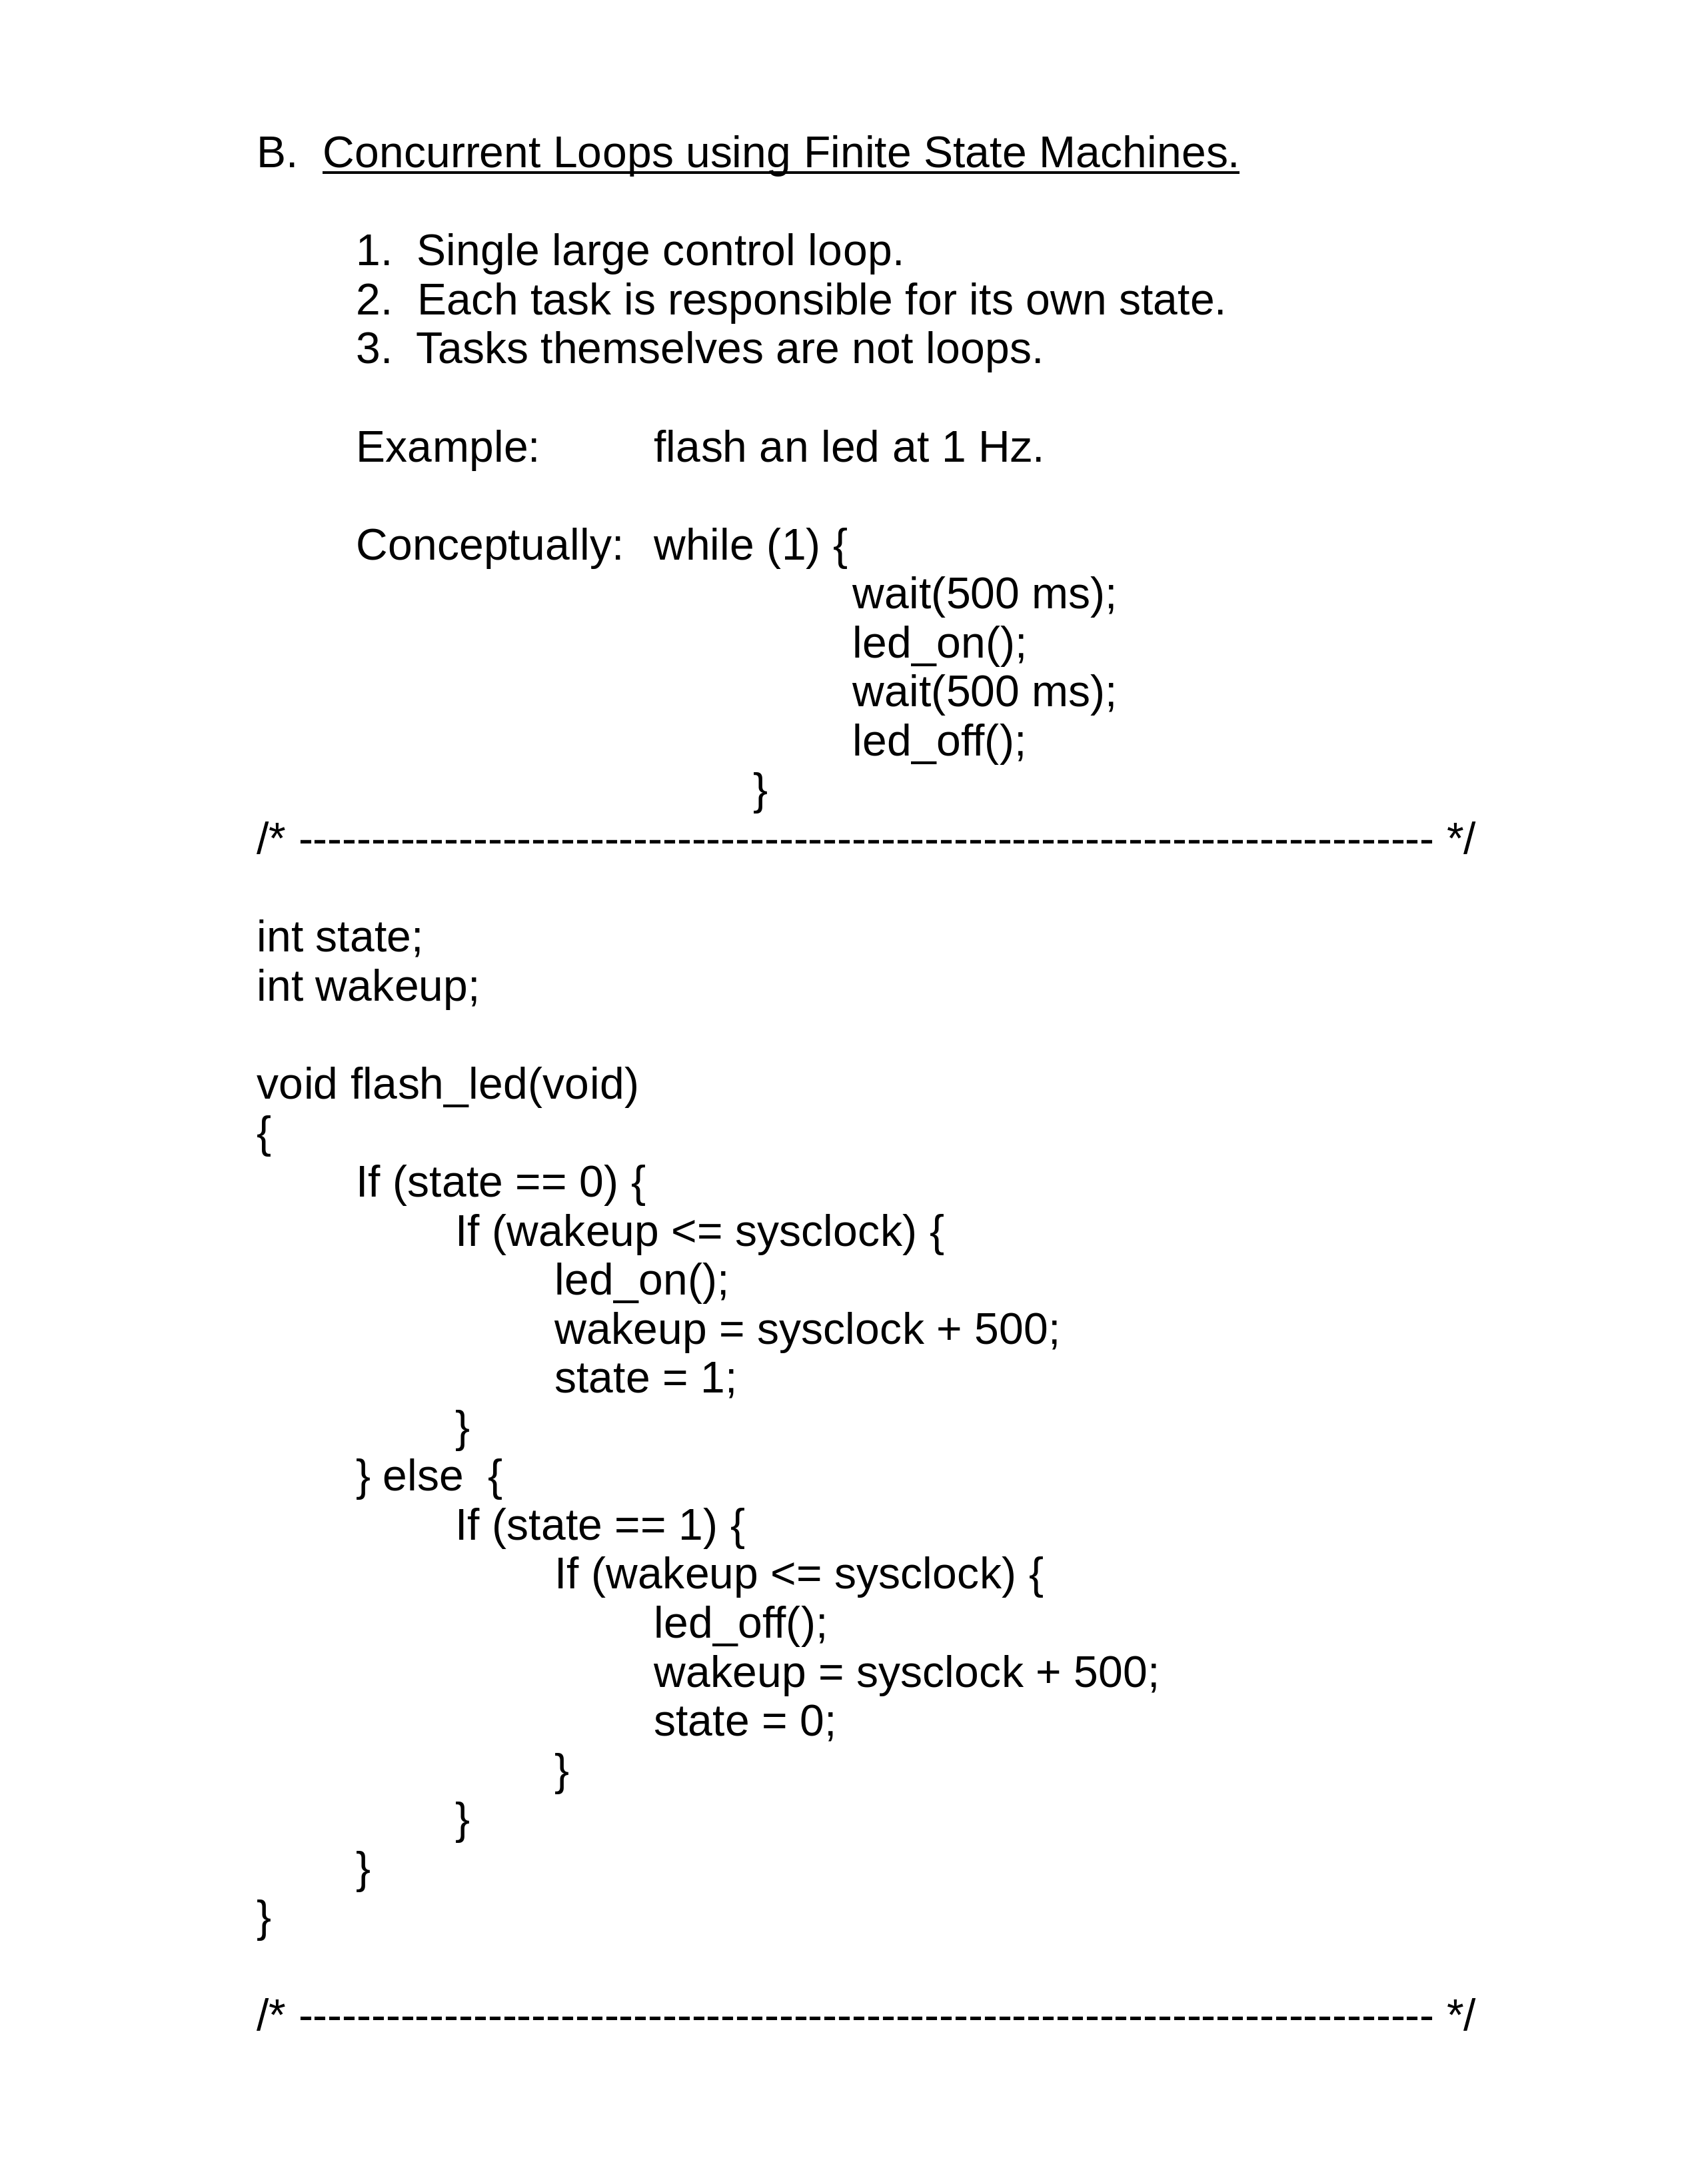 B.  Concurrent Loops using Finite State Machines.
1.  Single large control loop.
2.  Each task is responsible for its own state.
3.  Tasks themselves are not loops.
Example: flash an led at 1 Hz.
Conceptually: while (1) {
wait(500 ms);
led_on();
wait(500 ms);
led_off();
}
/* ------------------------------------------------------------------------------ */
int state;
int wakeup;
void flash_led(void)
{
If (state == 0) {
If (wakeup <= sysclock) {
led_on();
wakeup = sysclock + 500;
state = 1;
}
} else  {
If (state == 1) {
If (wakeup <= sysclock) {
led_off();
wakeup = sysclock + 500;
state = 0;
}
}
}
}
/* ------------------------------------------------------------------------------ */